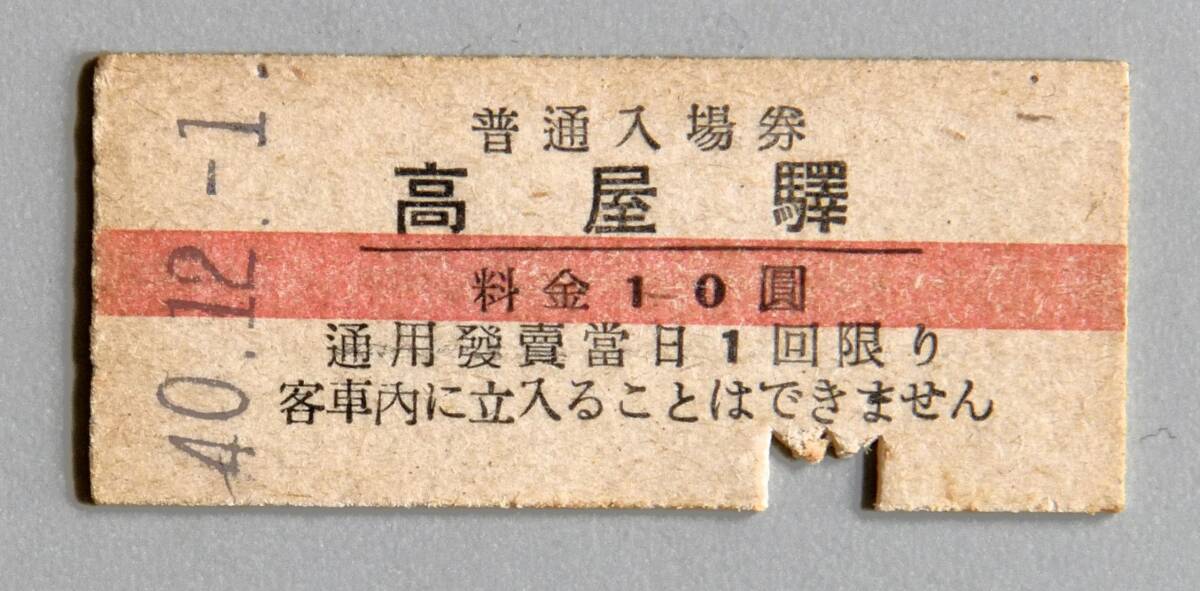 普通入場券
高屋驛
料金10圓
通用發賣當日1回限り
客車内に立入ることはできません
40.12.-1.